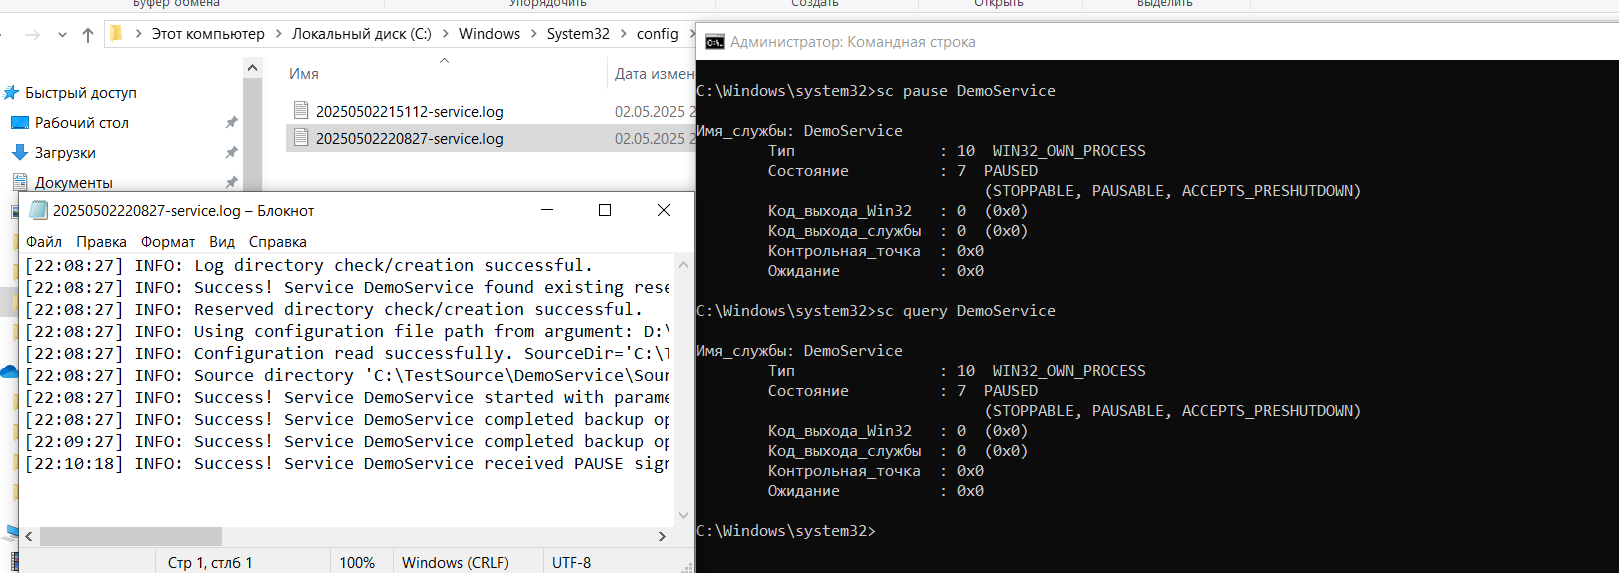 Буфер обмена
Упорядочить
Создать
Открыть
Выделить
Этот компьютер
Локальный диск (C:)
Windows
System32
config
Имя
Дата измен
Быстрый доступ
Рабочий стол
Загрузки
Документы
20250502215112-service.log
02.05.2025 2
20250502220827-service.log
02.05.2025 2
20250502220827-service.log – Блокнот
Файл Правка Формат Вид Справка
[22:08:27] INFO: Log directory check/creation successful.
[22:08:27] INFO: Success! Service DemoService found existing rese
[22:08:27] INFO: Reserved directory check/creation successful.
[22:08:27] INFO: Using configuration file path from argument: D:\
[22:08:27] INFO: Configuration read successfully. SourceDir='C:\T
[22:08:27] INFO: Source directory 'C:\TestSource\DemoService\Sour
[22:08:27] INFO: Success! Service DemoService started with parame
[22:08:27] INFO: Success! Service DemoService completed backup op
[22:09:27] INFO: Success! Service DemoService completed backup op
[22:10:18] INFO: Success! Service DemoService received PAUSE sign
Стр 1, стлб 1
100%
Windows (CRLF)
UTF-8
Администратор: Командная строка
C:\Windows\system32>sc pause DemoService
Имя_службы: DemoService
Тип : 10 WIN32_OWN_PROCESS
Состояние : 7 PAUSED
(STOPPABLE, PAUSABLE, ACCEPTS_PRESHUTDOWN)
Код_выхода_Win32 : 0 (0x0)
Код_выхода_службы : 0 (0x0)
Контрольная_точка : 0x0
Ожидание : 0x0
C:\Windows\system32>sc query DemoService
Имя_службы: DemoService
Тип : 10 WIN32_OWN_PROCESS
Состояние : 7 PAUSED
(STOPPABLE, PAUSABLE, ACCEPTS_PRESHUTDOWN)
Код_выхода_Win32 : 0 (0x0)
Код_выхода_службы : 0 (0x0)
Контрольная_точка : 0x0
Ожидание : 0x0
C:\Windows\system32>